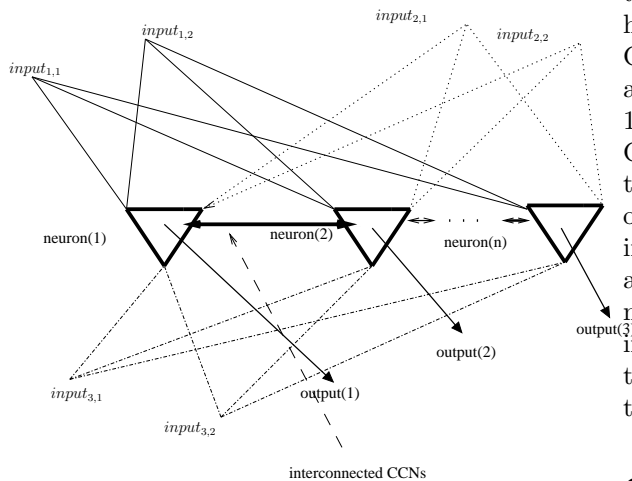 input_{2,1}
input_{1,2}
input_{2,2}
input_{1,1}
neuron(1)
neuron(2)
neuron(n)
output(3)
output(2)
input_{3,1}
output(1)
input_{3,2}
interconnected CCNs